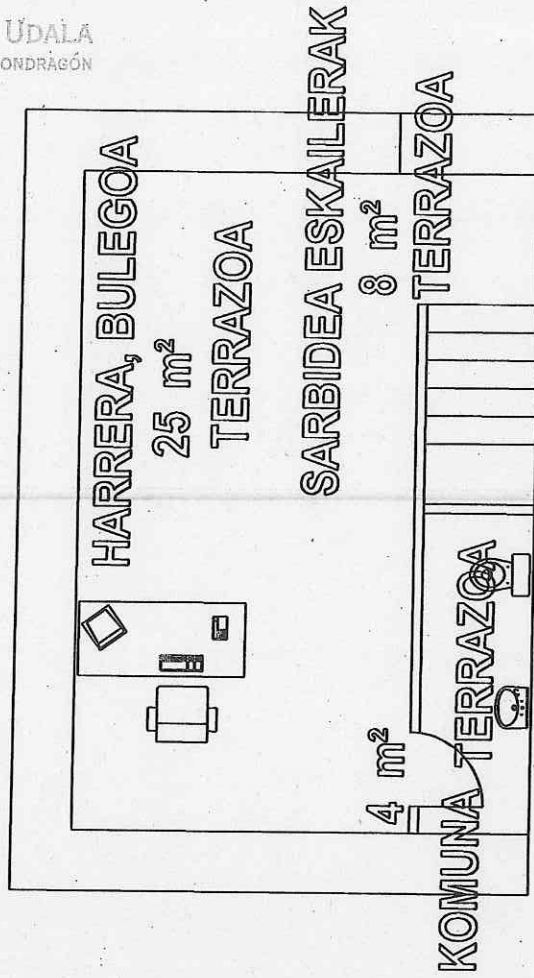 UDALA
ONDRAGÓN
HARRERA, BULEGOA
25 m²
TERRAZOA
SARBIDEA ESKAILERAK
8 m²
TERRAZOA
4 m²
KOMUNA TERRAZOA